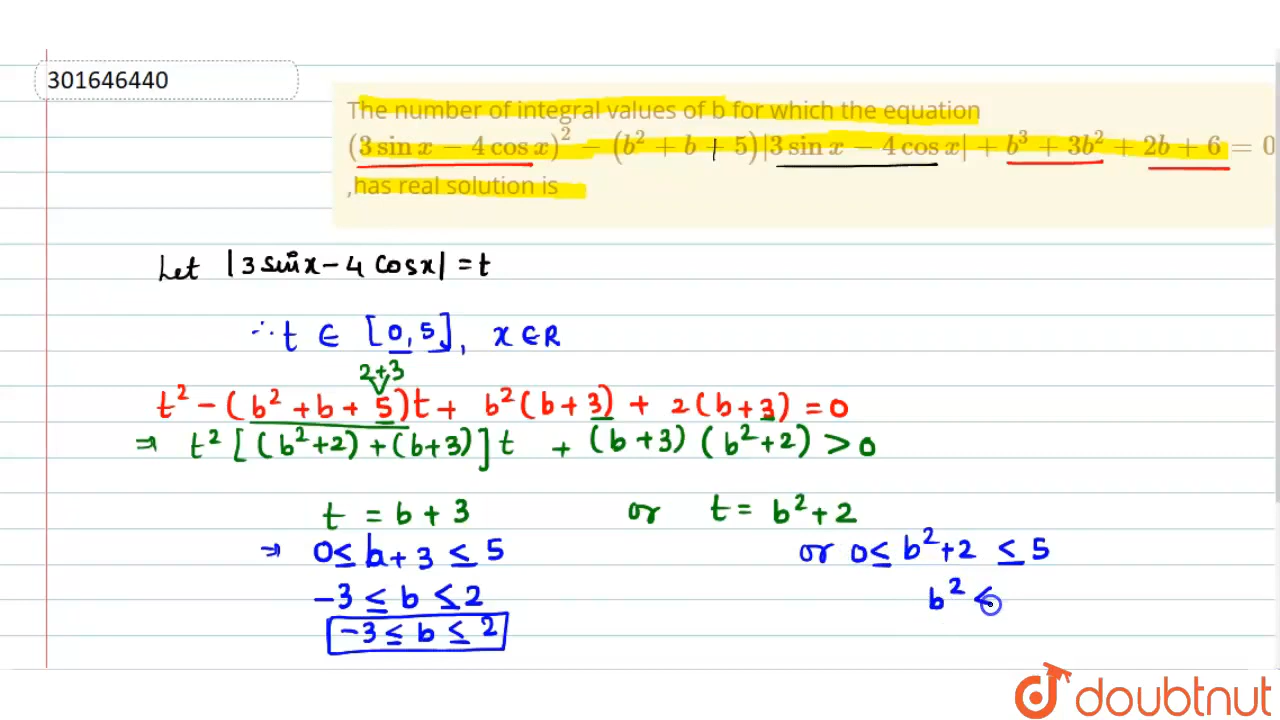 301646440
The number of integral values of b for which the equation
(3 sin x − 4 cos x)² − (b² + b + 5)|3 sin x − 4 cos x| + b³ + 3b² + 2b + 6 = 0
,has real solution is
Let |3 sin x − 4 cos x| = t
∴ t ∈ [0, 5], x ∈ R
2+3
t² − (b² + b + 5)t + b²(b+3) + 2(b+3) = 0
⇒ t² [(b²+2) + (b+3)] t + (b+3)(b²+2) > 0
t = b + 3 or t = b² + 2
⇒ 0 ≤ b + 3 ≤ 5 or 0 ≤ b² + 2 ≤ 5
−3 ≤ b ≤ 2 b² ≤
−3 ≤ b ≤ 2
doubtnut